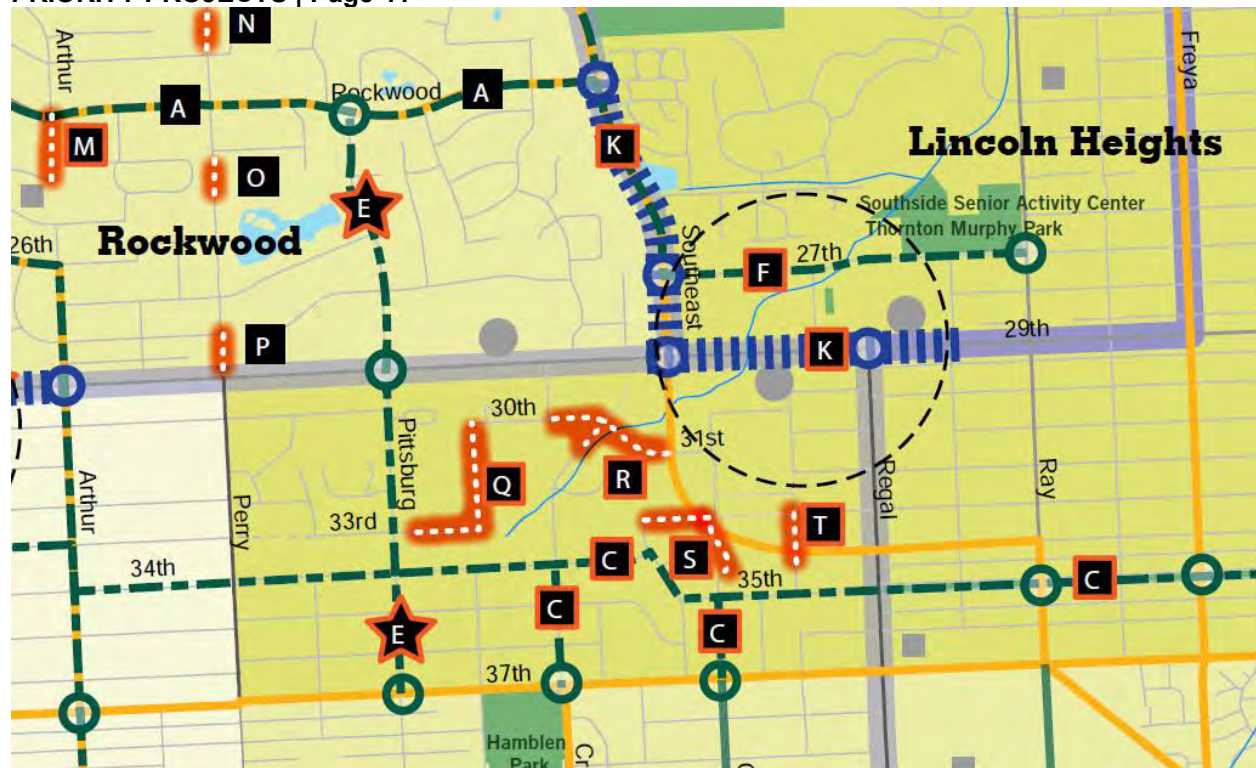 Arthur
N
Freya
Rockwood
A
A
K
M
Lincoln Heights
O
E
Southside Senior Activity Center
Thornton Murphy Park
26th
Rockwood
Southeast
F
27th
P
K
29th
30th
31st
Pittsburg
Q
R
Regal
Ray
Arthur
Perry
33rd
T
34th
C
S
35th
C
C
C
E
37th
Hamblen
Park